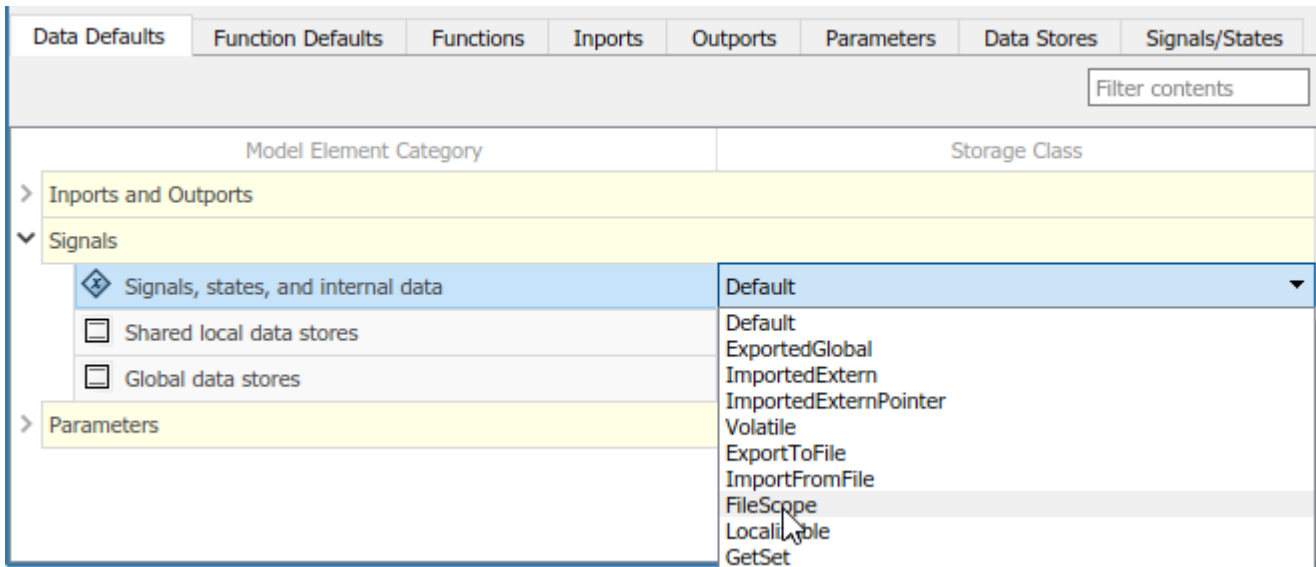 Data Defaults Function Defaults Functions Inports Outports Parameters Data Stores Signals/States
Filter contents
Model Element Category Storage Class
Inports and Outports
Signals
Signals, states, and internal data Default
Shared local data stores
Global data stores
Parameters
Default
ExportedGlobal
ImportedExtern
ImportedExternPointer
Volatile
ExportToFile
ImportFromFile
FileScope
Localizable
GetSet